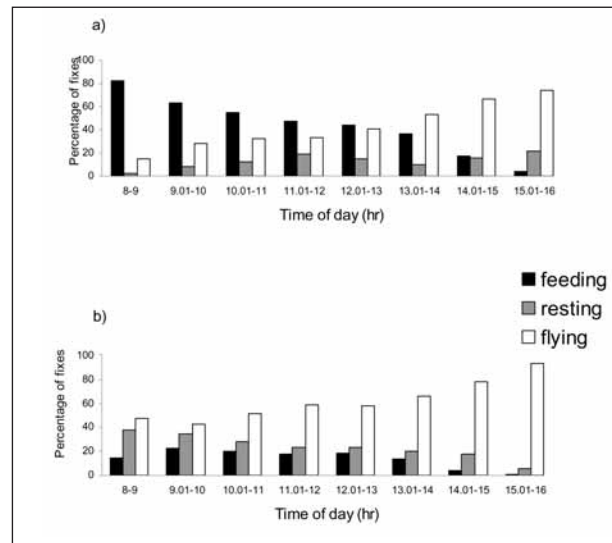 a)
Percentage of fixes
100
80
60
40
20
0
8-9 9.01-10 10.01-11 11.01-12 12.01-13 13.01-14 14.01-15 15.01-16
Time of day (hr)
feeding
resting
flying
b)
Percentage of fixes
100
80
60
40
20
0
8-9 9.01-10 10.01-11 11.01-12 12.01-13 13.01-14 14.01-15 15.01-16
Time of day (hr)